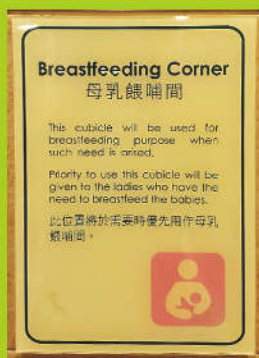 Breastfeeding Corner
母乳餵哺間
This cubicle will be used for
breastfeeding purpose when
such need is arised.
Priority to use this cubicle will be
given to the ladies who have the
need to breastfeed the babies.
此位置將於需要時優先用作母乳
餵哺間。